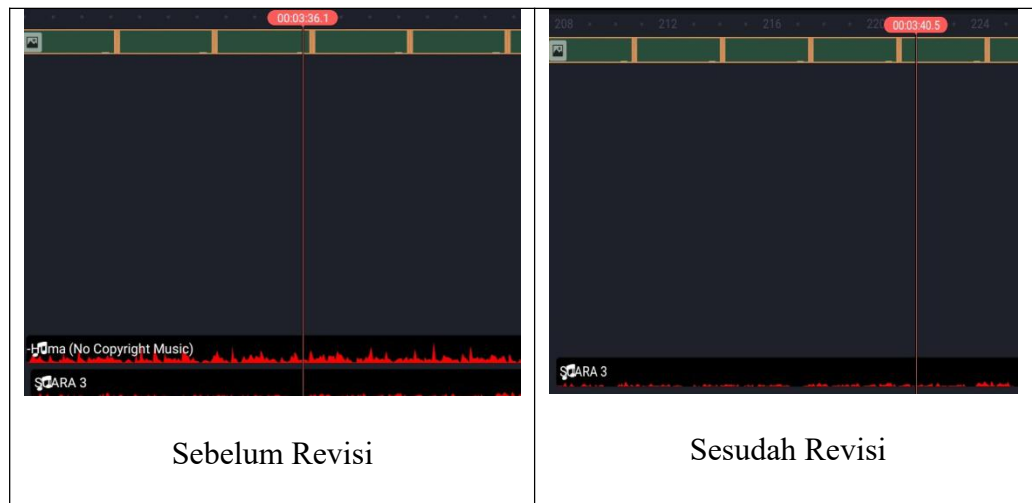 00:03:36.1
-Huma (No Copyright Music)
SUARA 3
Sebelum Revisi
208 212 216 220 00:03:40.5 224
SUARA 3
Sesudah Revisi